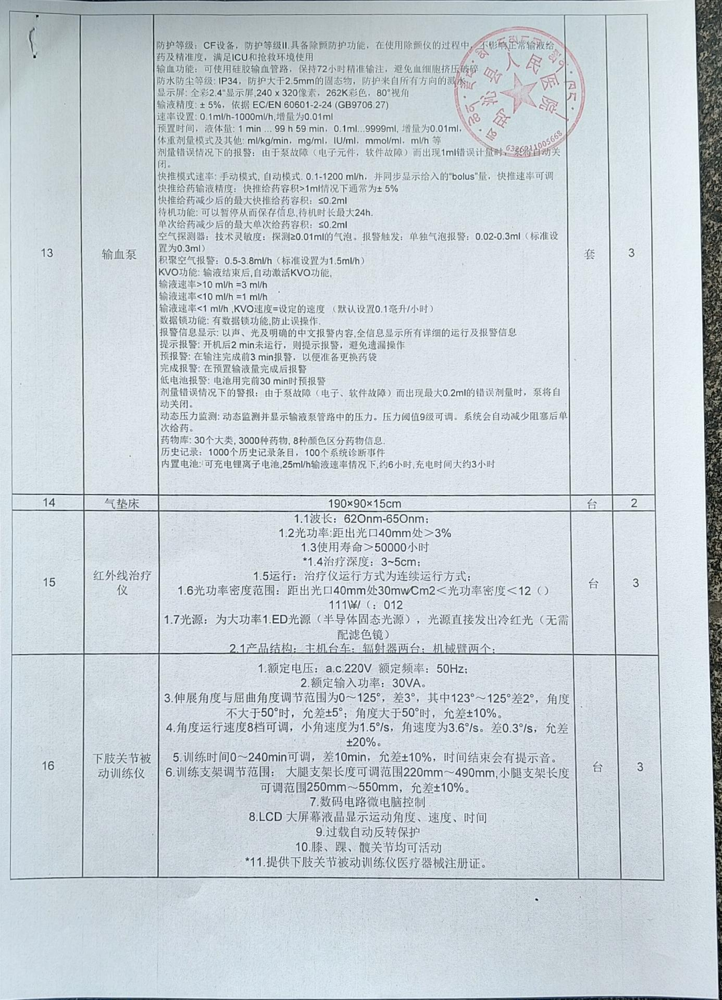 防护等级：CF设备，防护等级II.具备除颤防护功能，在使用除颤仪的过程中，不影响正常输液给
药及精准度，满足ICU和抢救环境使用
输血功能：可使用硅胶输血管路，保持72小时精准输注，避免血细胞挤压破碎
防水防尘等级: IP34，防护大于2.5mm的固态物，防护来自所有方向的溅水
显示屏: 全彩2.4“显示屏,240 x 320像素，262K彩色，80°视角
输液精度: ± 5%，依据 EC/EN 60601-2-24 (GB9706.27)
速率设置: 0.1ml/h-1000ml/h,增量为0.01ml
预置时间，液体量: 1 min ... 99 h 59 min，0.1ml...9999ml, 增量为0.01ml，
体重剂量模式及其他: ml/kg/min，mg/ml，IU/ml，mmol/ml，ml/h 等
剂量错误情况下的报警：由于泵故障（电子元件，软件故障）而出现1ml错误计量时，泵将自动关
闭。
快推模式速率: 手动模式, 自动模式. 0.1-1200 ml/h，并同步显示给入的“bolus”量，快推速率可调
快推给药输液精度：快推给药容积>1ml情况下通常为± 5%
快推给药减少后的最大快推给药容积：≤0.2ml
待机功能: 可以暂停从而保存信息,待机时长最大24h.
单次给药减少后的最大单次给药容积：≤0.2ml
空气探测器：技术灵敏度：探测≥0.01ml的气泡。报警触发：单独气泡报警：0.02-0.3ml（标准设
置为0.3ml）
13
输血泵
套
3
积聚空气报警：0.5-3.8ml/h（标准设置为1.5ml/h）
KVO功能: 输液结束后,自动激活KVO功能,
输液速率>10 ml/h =3 ml/h
输液速率<10 ml/h =1 ml/h
输液速率<1 ml/h ,KVO速度=设定的速度 （默认设置0.1毫升/小时）
数据锁功能: 有数据锁功能,防止误操作.
报警信息显示: 以声、光及明确的中文报警内容,全信息显示所有详细的运行及报警信息
提示报警: 开机后2 min未运行，则提示报警，避免遗漏操作
预报警: 在输注完成前3 min报警，以便准备更换药袋
完成报警: 在预置输液量完成后报警
低电池报警: 电池用完前30 min时预报警
剂量错误情况下的警报：由于泵故障（电子、软件故障）而出现最大0.2ml的错误剂量时，泵将自
动关闭。
动态压力监测: 动态监测并显示输液泵管路中的压力。压力阈值9级可调。系统会自动减少阻塞后单
次给药。
药物库: 30个大类, 3000种药物, 8种颜色区分药物信息.
历史记录：1000个历史记录条目，100个系统诊断事件
内置电池: 可充电锂离子电池,25ml/h输液速率情况下,约6小时,充电时间大约3小时
人民医院
6326211005668
14
气垫床
190×90×15cm
台
2
1.1波长：62Onm-65Onm；
1.2光功率:距出光口40mm处＞3%
1.3使用寿命＞50000小时
*1.4治疗深度：3~5cm；
1.5运行：治疗仪运行方式为连续运行方式；
15
红外线治疗
仪
台
3
1.6光功率密度范围：距出光口40mm处30mw∕Cm2＜光功率密度＜12（）
111\¥/（：012
1.7光源：为大功率1.ED光源（半导体固态光源），光源直接发出冷红光（无需
配滤色镜）
2.1产品结构：主机台车；辐射器两台；机械臂两个；
1.额定电压：a.c.220V 额定频率：50Hz；
2.额定输入功率：30VA。
3.伸展角度与屈曲角度调节范围为0～125°，差3°，其中123°～125°差2°，角度
不大于50°时，允差±5°；角度大于50°时，允差±10%。
4.角度运行速度8档可调，小角速度为1.5°/s，角速度为3.6°/s。差0.3°/s，允差
±20%。
16
下肢关节被
动训练仪
台
3
5.训练时间0～240min可调，差10min，允差±10%，时间结束会有提示音。
6.训练支架调节范围： 大腿支架长度可调范围220mm～490mm,小腿支架长度
可调范围250mm～550mm，允差±10%。
7.数码电路微电脑控制
8.LCD 大屏幕液晶显示运动角度、速度、时间
9.过载自动反转保护
10.膝、踝、髋关节均可活动
*11.提供下肢关节被动训练仪医疗器械注册证。